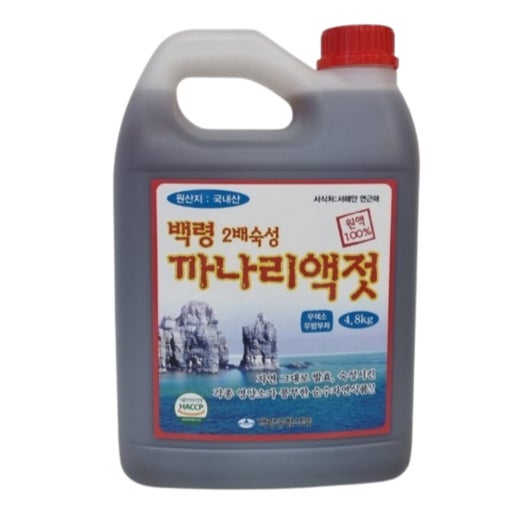 원산지 : 국내산
서식처:서해안 연근해
백령 2배숙성
원액
100%
까나리액젓
무색소
무방부제
4.8kg
자연 그대로 발효, 숙성시킨
각종 영양소가 풍부한 순수자연식품!!
HACCP